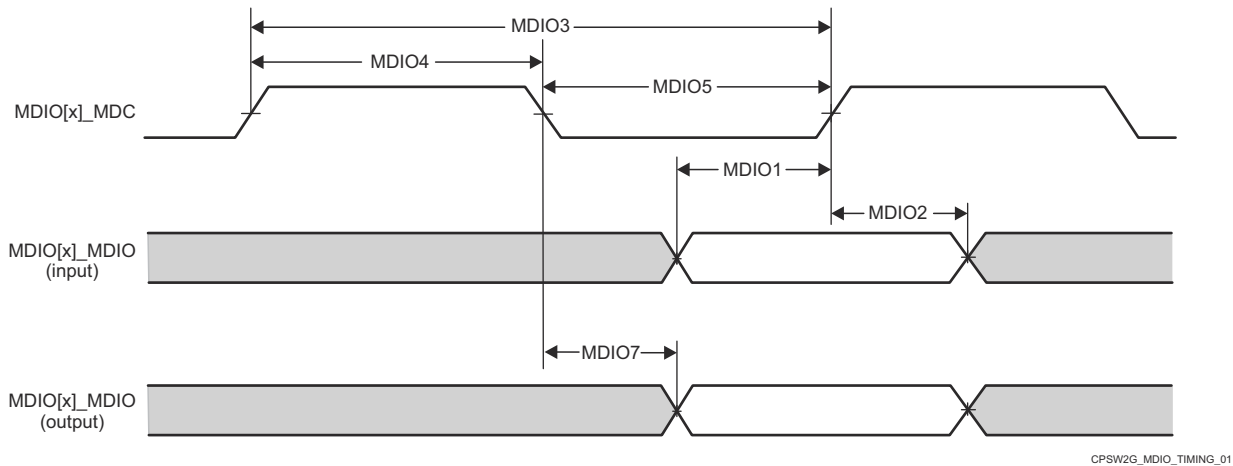 MDIO3
MDIO4
MDIO5
MDIO[x]_MDC
MDIO1
MDIO2
MDIO[x]_MDIO
(input)
MDIO7
MDIO[x]_MDIO
(output)
CPSW2G_MDIO_TIMING_01